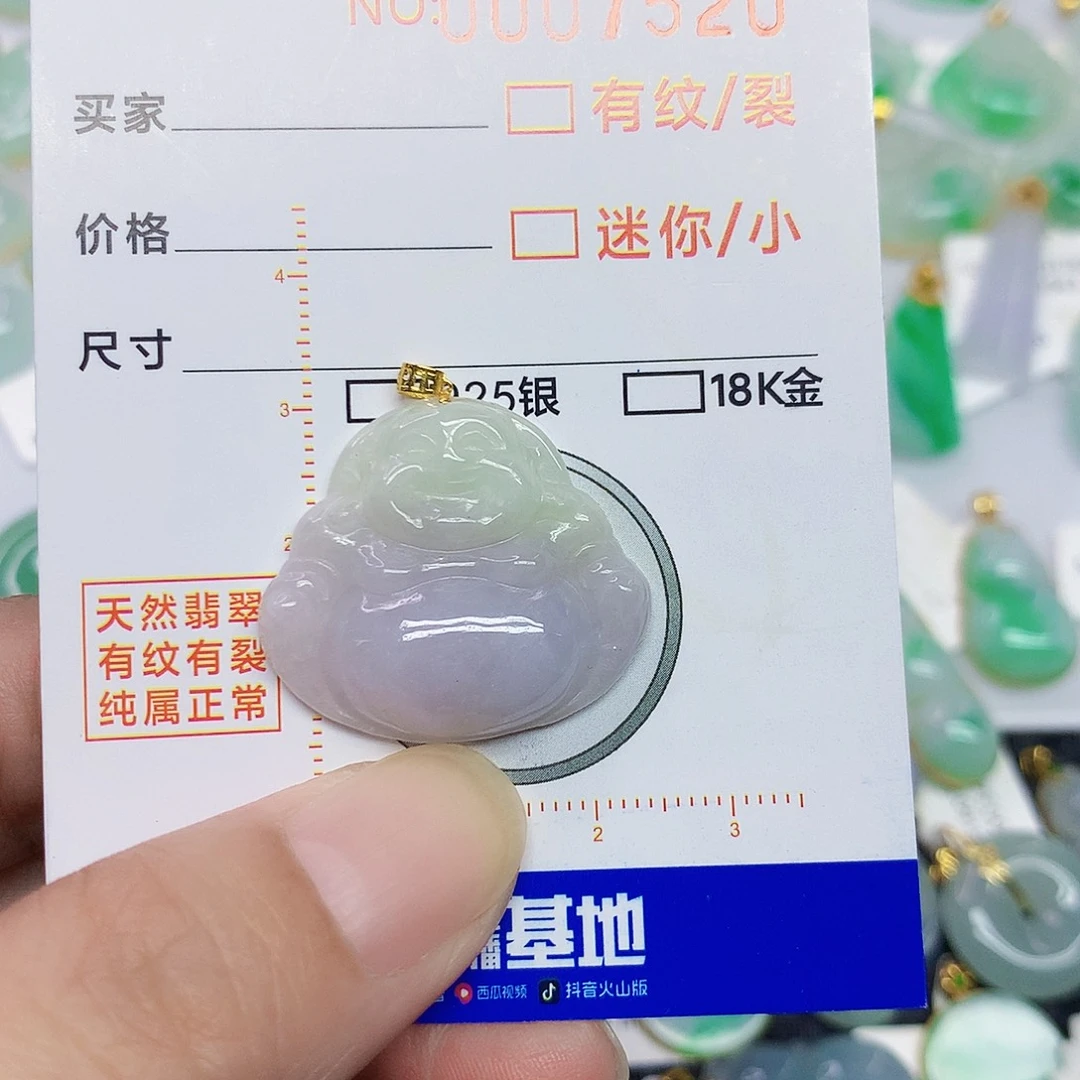 NO:0007520
买家 有纹/裂
价格 迷你/小
4
尺寸
925银 18K金
3
2
天然翡翠
有纹有裂
纯属正常
2 3
播基地
西瓜视频 抖音火山版